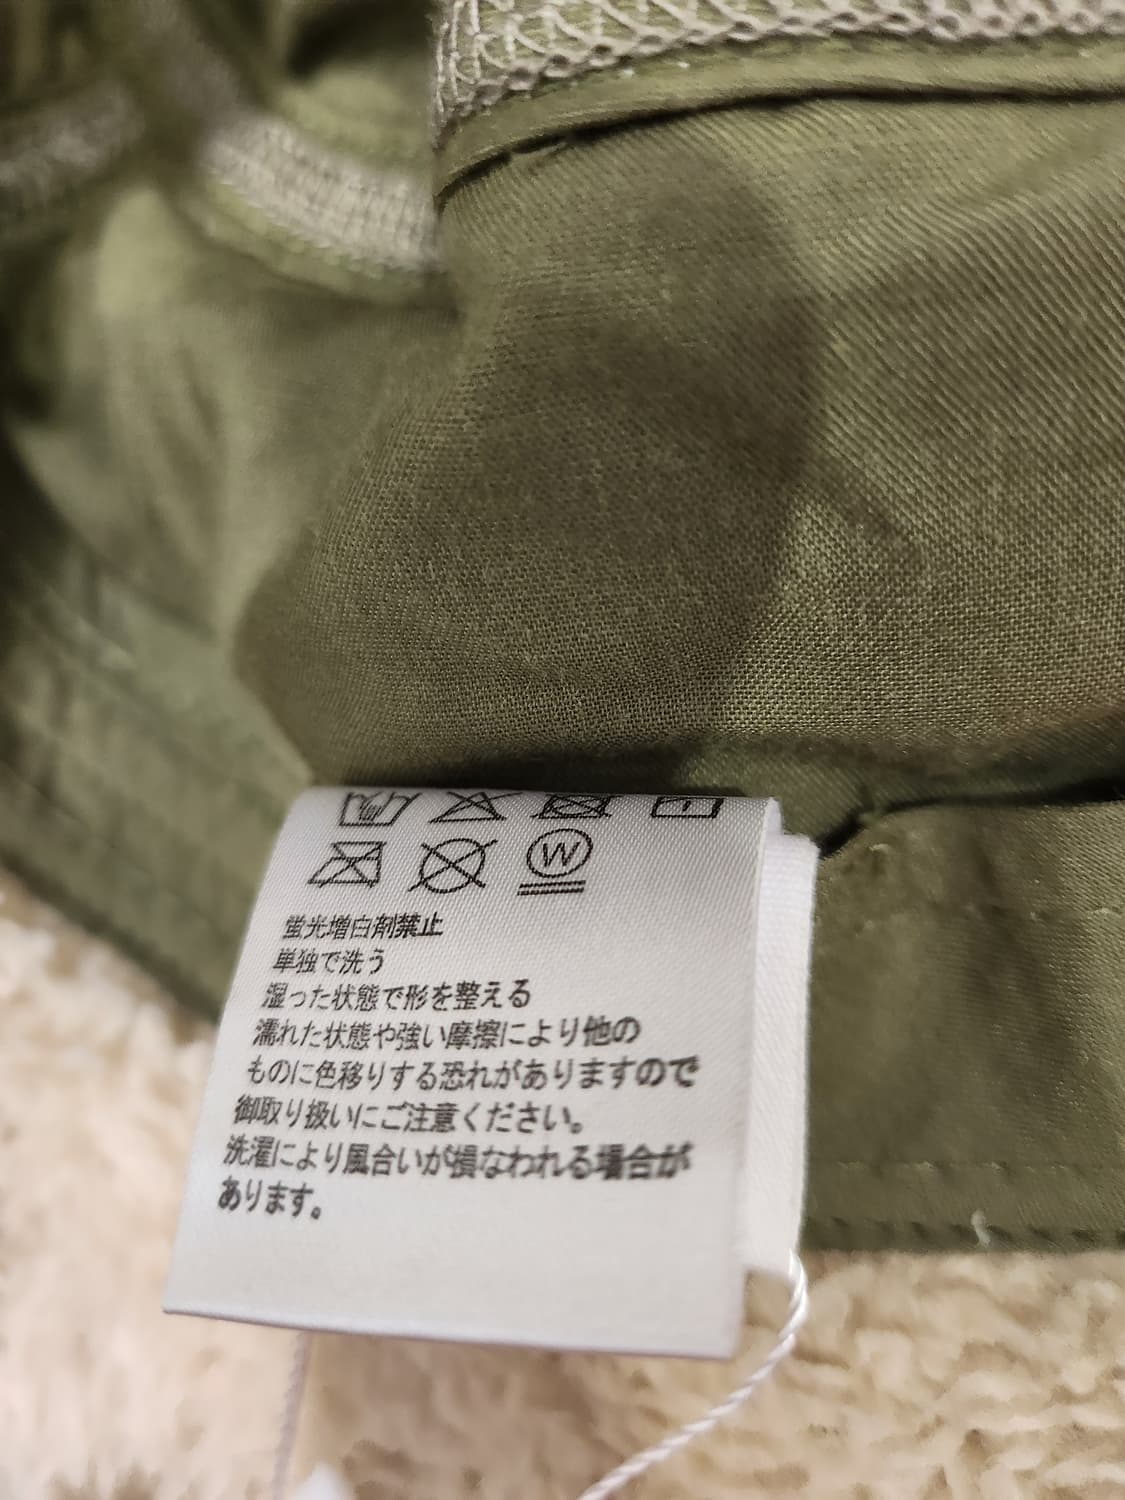 W
蛍光増白剤禁止
単独で洗う
湿った状態で形を整える
濡れた状態や強い摩擦により他の
ものに色移りする恐れがありますので
御取り扱いにご注意ください。
洗濯により風合いが損なわれる場合が
あります。